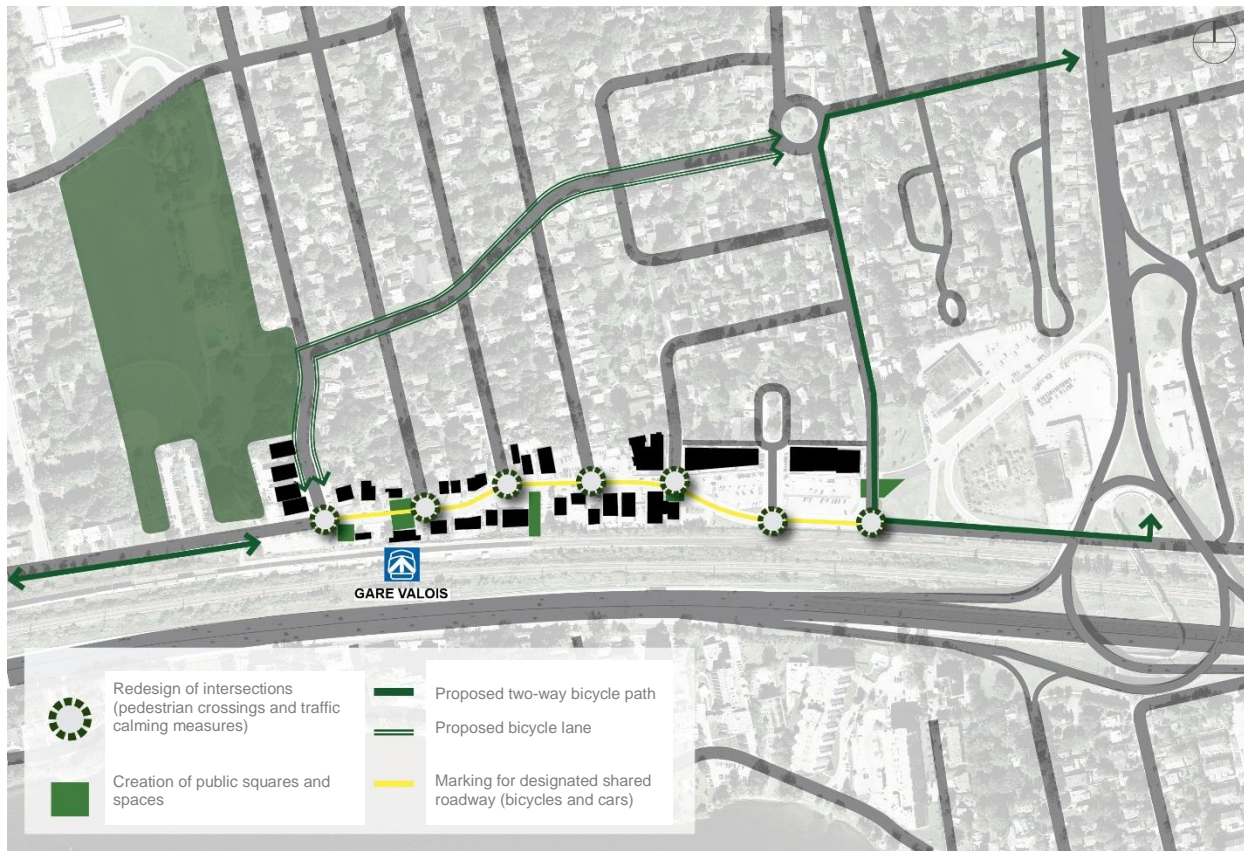 GARE VALOIS
Redesign of intersections
(pedestrian crossings and traffic
calming measures)
Creation of public squares and
spaces
Proposed two-way bicycle path
Proposed bicycle lane
Marking for designated shared
roadway (bicycles and cars)